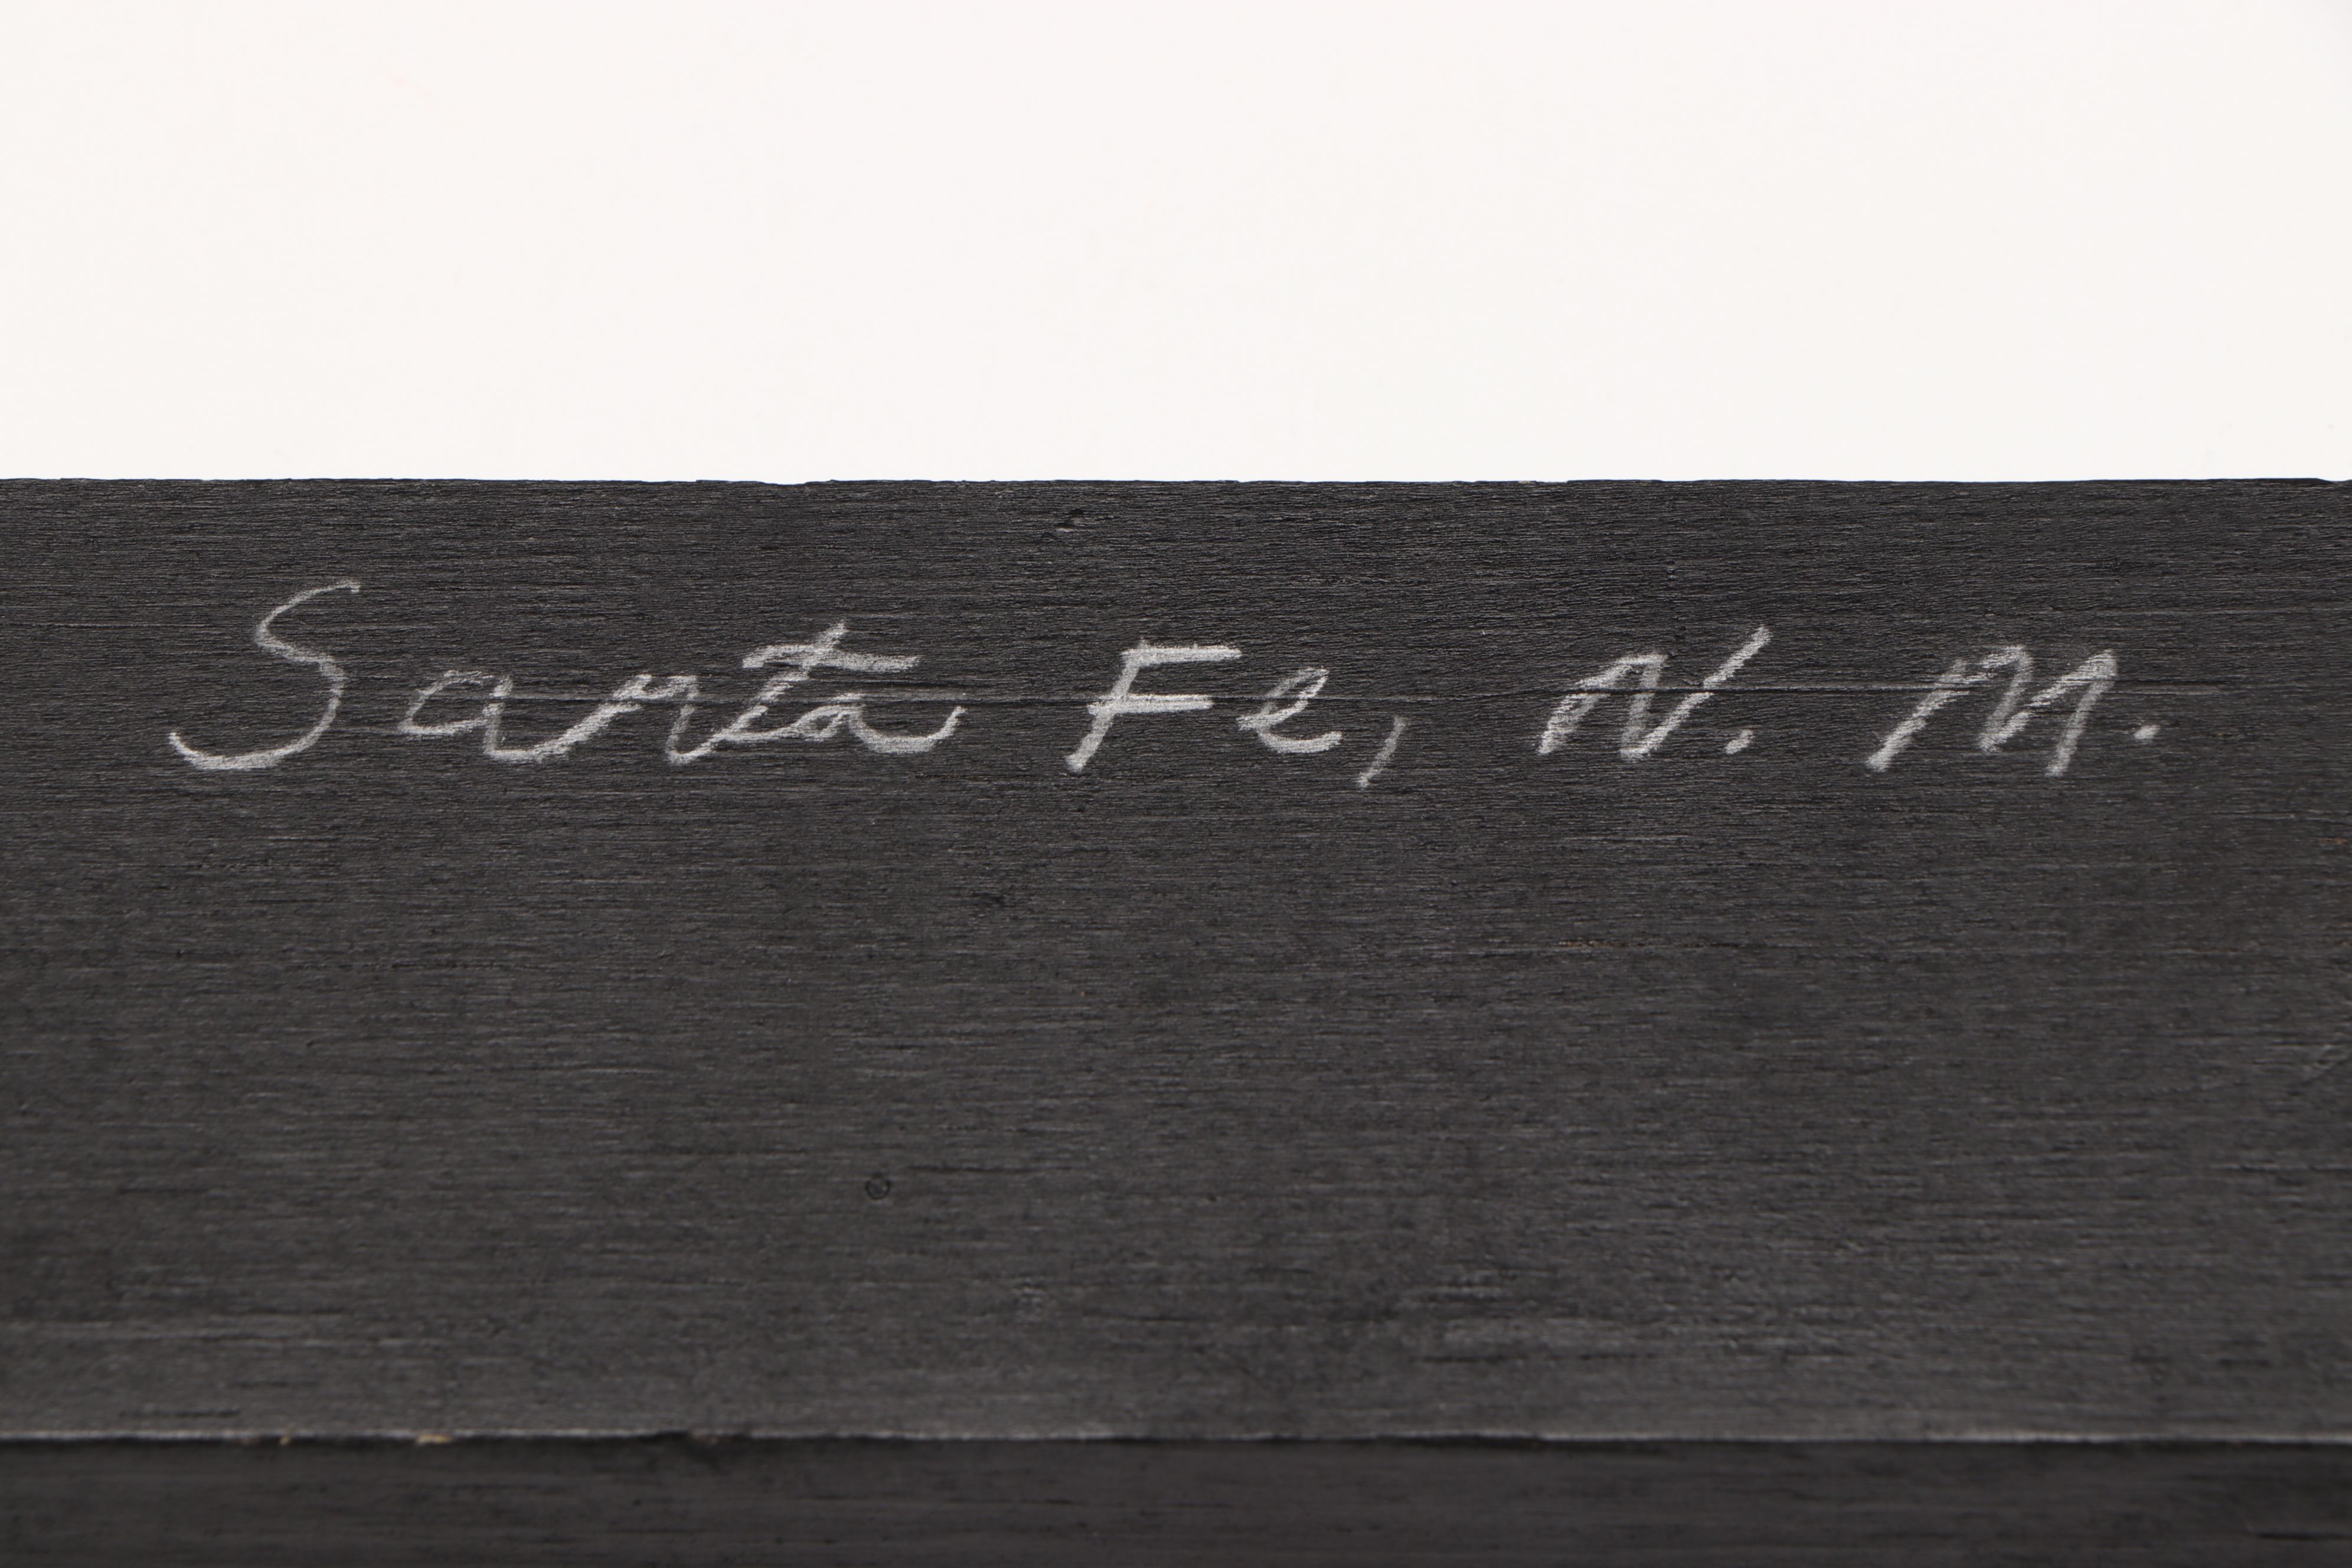 Santa Fe, N. M.